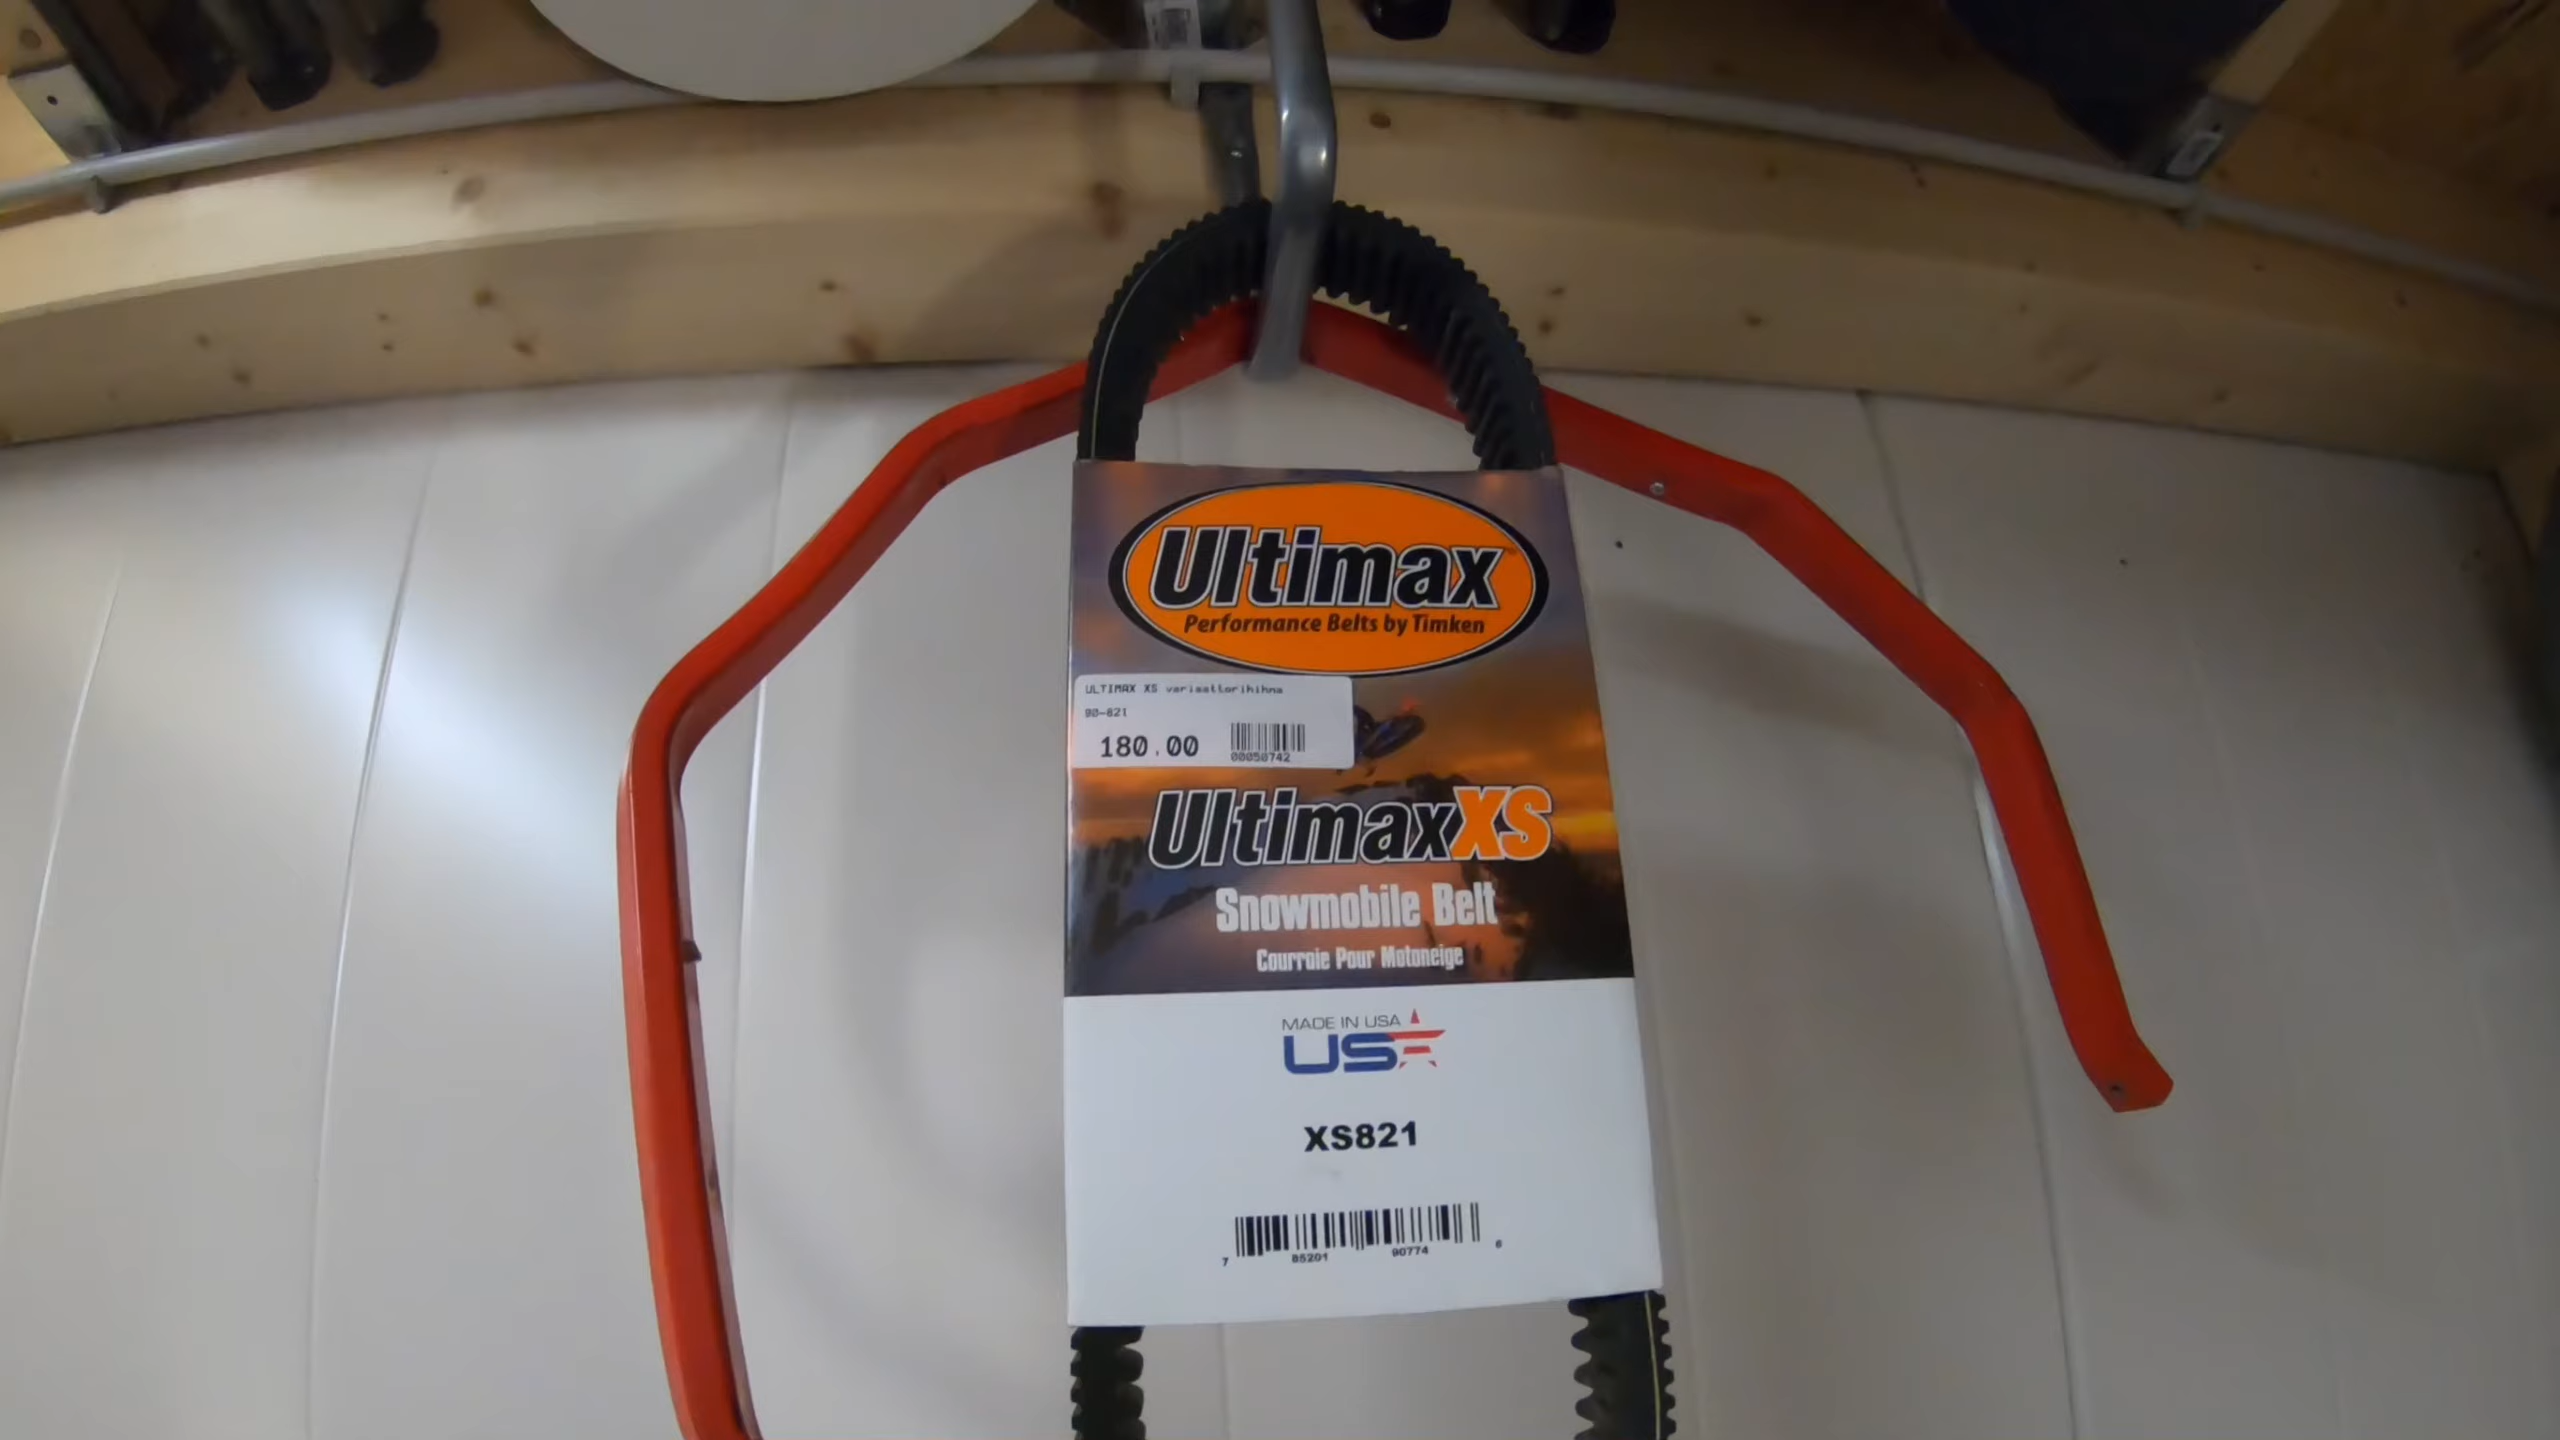 Ultimax™
Performance Belts by Timken
ULTIMAX XS variaattorihihna
90-821
180.00
00050742
UltimaxXS
Snowmobile Belt
Courroie Pour Motoneige
MADE IN USA
USA
XS821
7 85201 90774 6